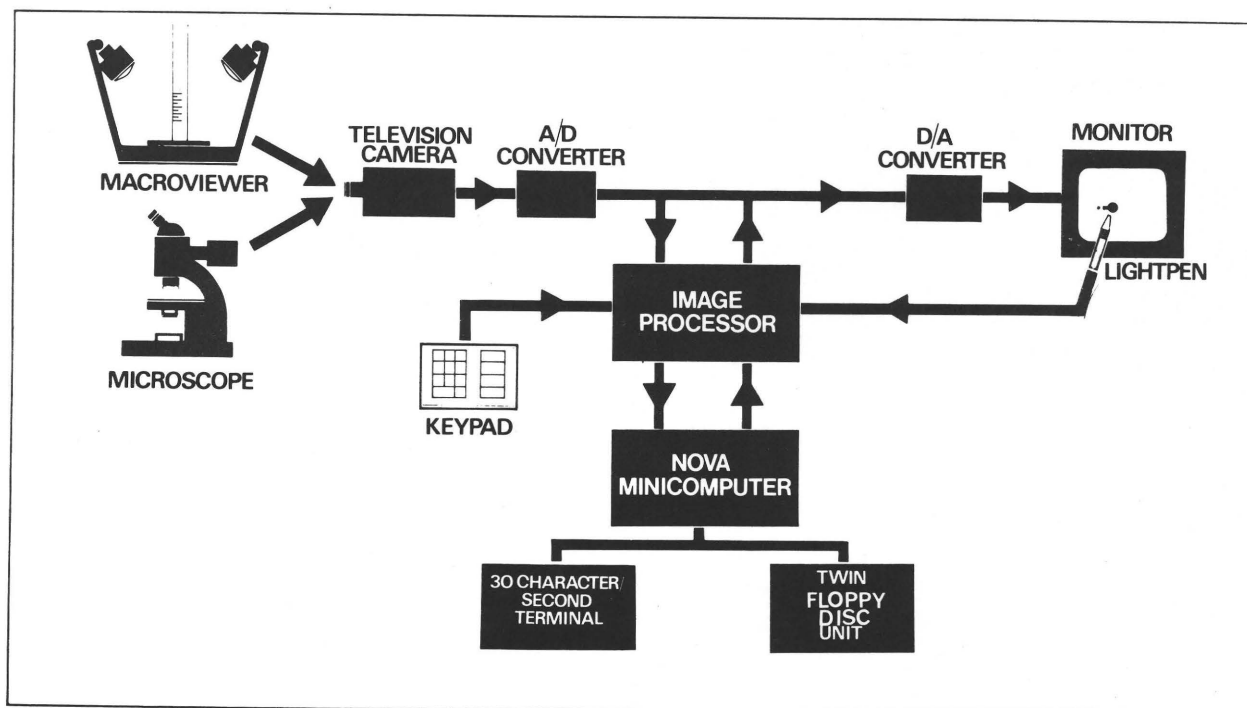 MACROVIEWER
MICROSCOPE
TELEVISION
CAMERA
A/D
CONVERTER
D/A
CONVERTER
MONITOR
LIGHTPEN
IMAGE
PROCESSOR
KEYPAD
NOVA
MINICOMPUTER
30 CHARACTER/
SECOND
TERMINAL
TWIN
FLOPPY
DISC
UNIT